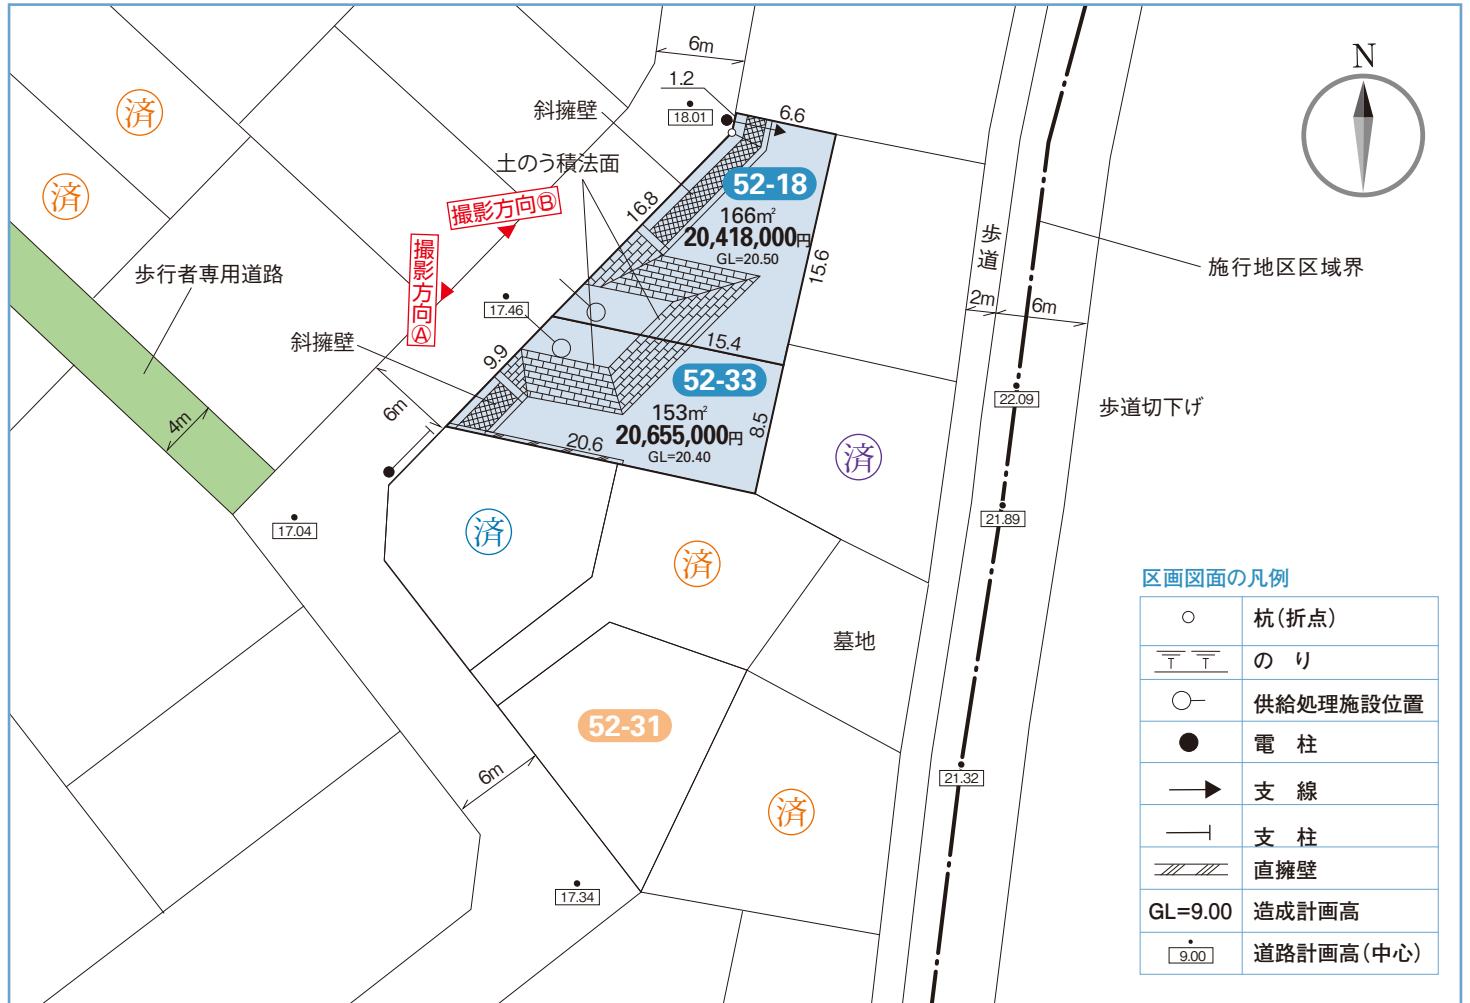 6m
N
1.2
済
18.01
6.6
斜擁壁
土のう積法面
済
52-18
撮影方向Ⓑ
16.8
166㎡
20,418,000円
GL=20.50
歩道
撮影方向Ⓐ
歩行者専用道路
15.6
施行地区区域界
17.46
2m
6m
斜擁壁
15.4
9.9
52-33
22.09
歩道切下げ
6m
4m
153㎡
20,655,000円
GL=20.40
8.5
20.6
済
17.04
済
21.89
済
墓地
52-31
6m
21.32
済
17.34
区画図面の凡例
杭(折点)
のり
供給処理施設位置
電柱
支線
支柱
直擁壁
GL=9.00 造成計画高
9.00 道路計画高(中心)